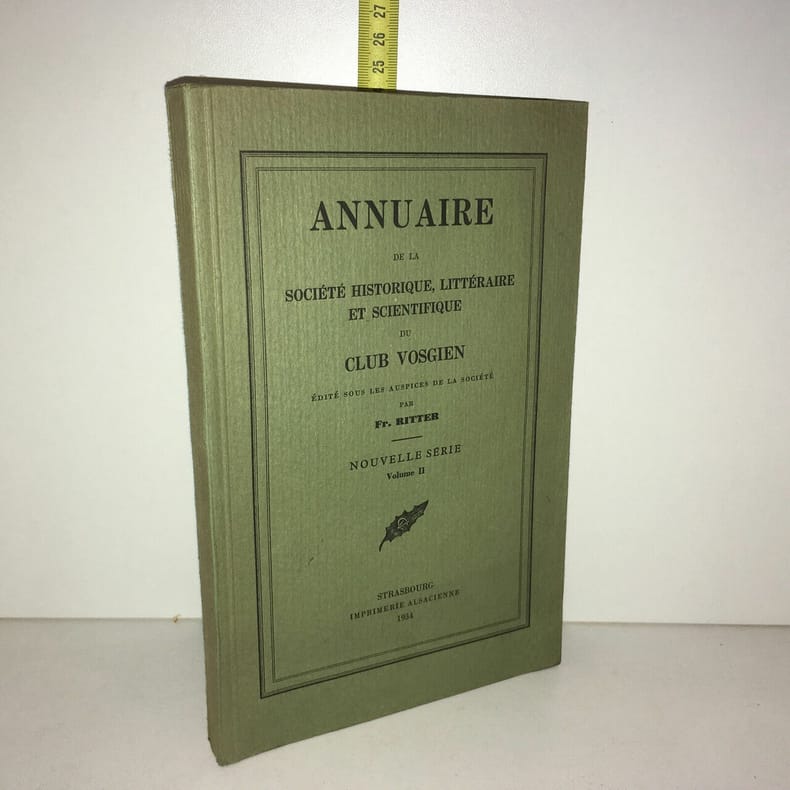 25 26 27
ANNUAIRE
DE LA
SOCIÉTÉ HISTORIQUE, LITTÉRAIRE
ET SCIENTIFIQUE
DU
CLUB VOSGIEN
ÉDITÉ SOUS LES AUSPICES DE LA SOCIÉTÉ
PAR
Fr. RITTER
NOUVELLE SÉRIE
Volume II
STRASBOURG
IMPRIMERIE ALSACIENNE
1934